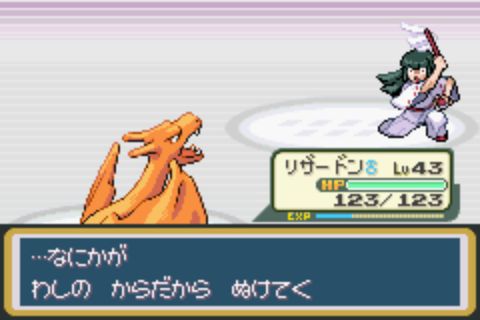 リザードン♂ Lv43
HP
123/123
EXP
…なにかが
わしの からだから ぬけてく